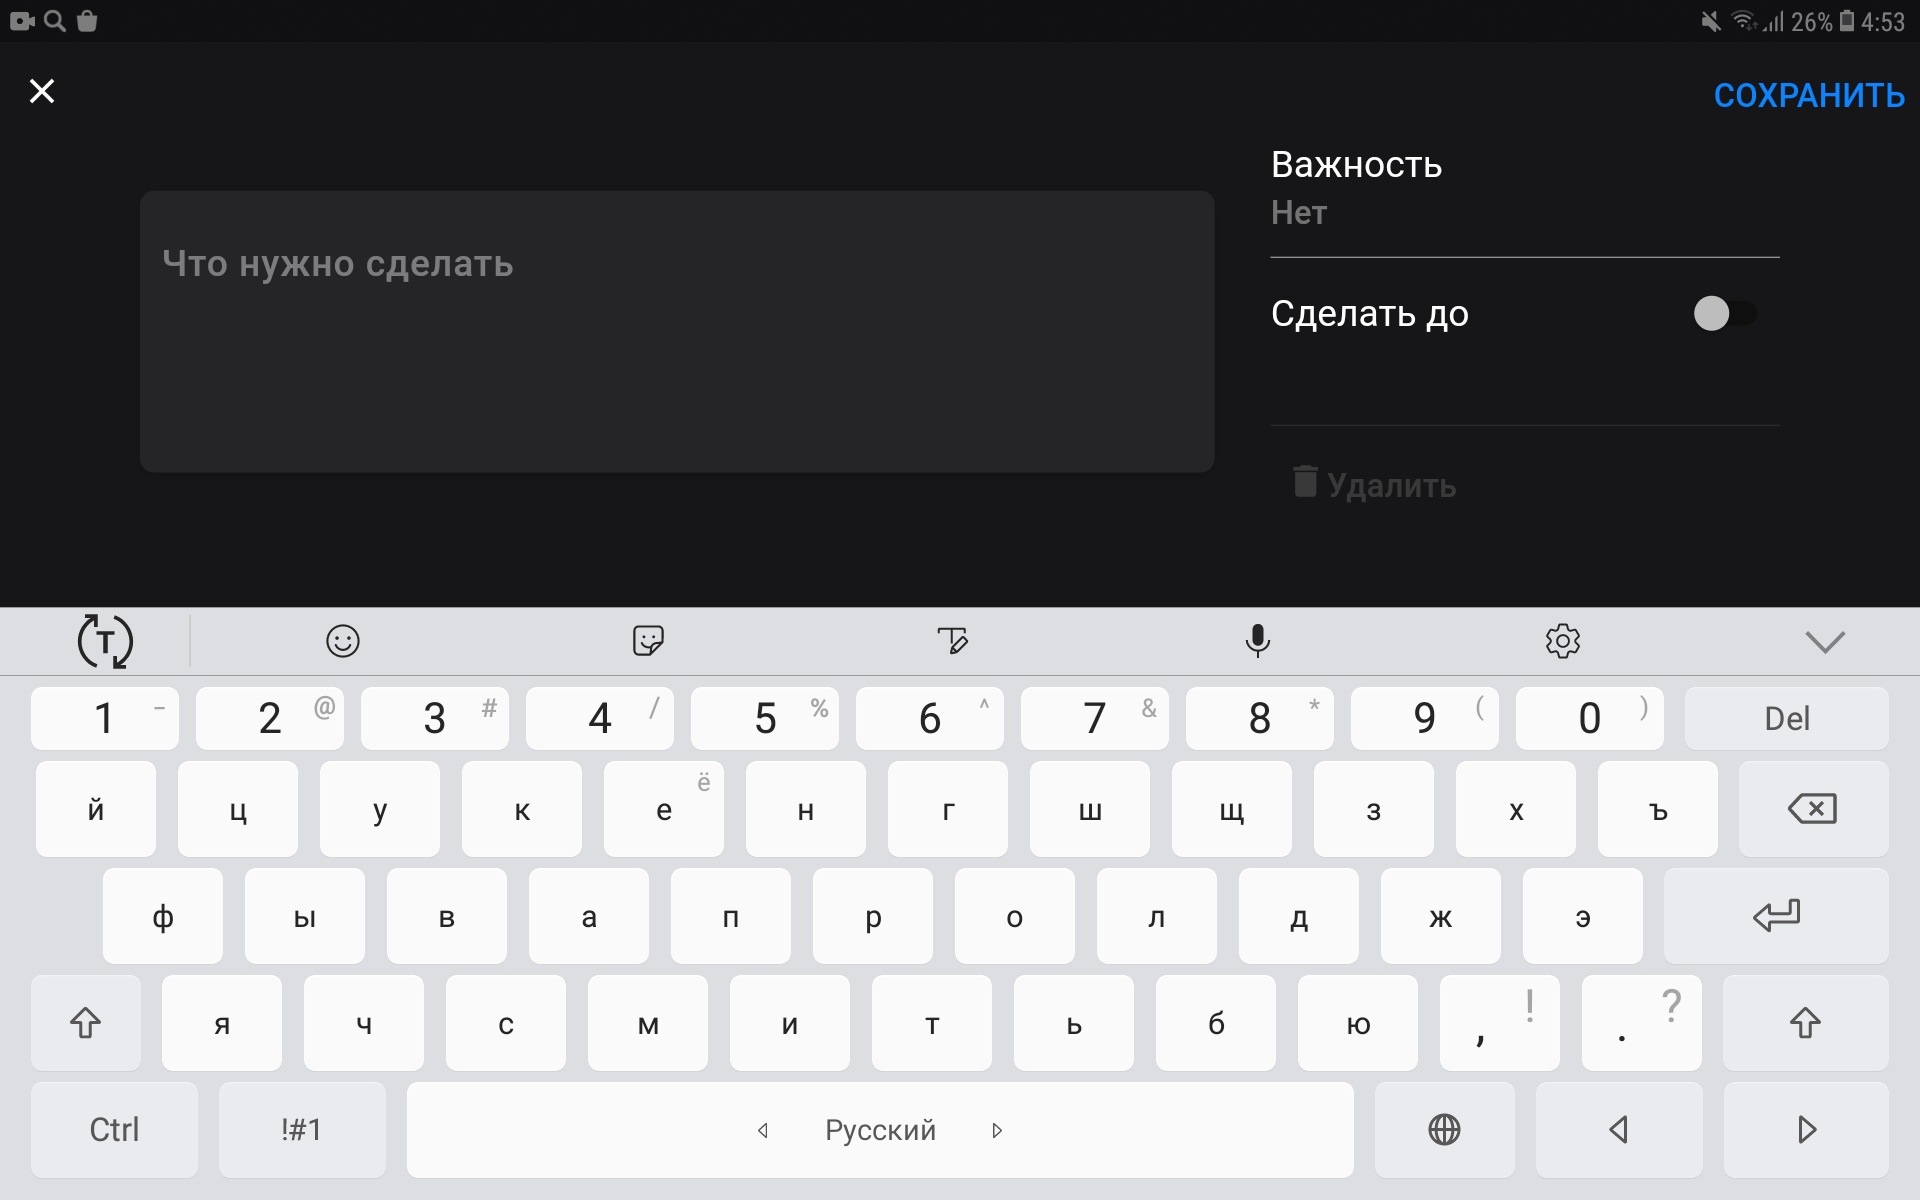 26% 4:53
СОХРАНИТЬ
Важность
Нет
Что нужно сделать
Сделать до
Удалить
T
1 – 2 @ 3 # 4 / 5 % 6 ^ 7 & 8 * 9 ( 0 ) Del
й ц у к е ё н г ш щ з х ъ
ф ы в а п р о л д ж э
я ч с м и т ь б ю , ! . ?
Ctrl !#1 Русский